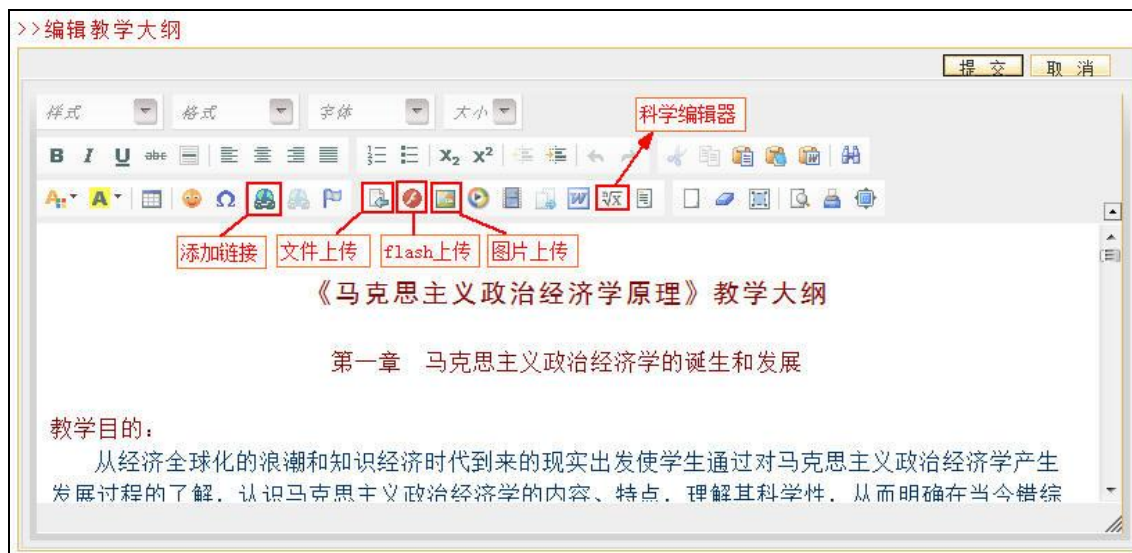 >>编辑教学大纲
提 交 取 消
样式 格式 字体 大小
科学编辑器
B I U abc X₂ X²
A A Ω W √x
添加链接 文件上传 flash上传 图片上传
《马克思主义政治经济学原理》教学大纲
第一章 马克思主义政治经济学的诞生和发展
教学目的：
从经济全球化的浪潮和知识经济时代到来的现实出发使学生通过对马克思主义政治经济学产生
发展过程的了解，认识马克思主义政治经济学的内容、特点，理解其科学性，从而明确在当今错综